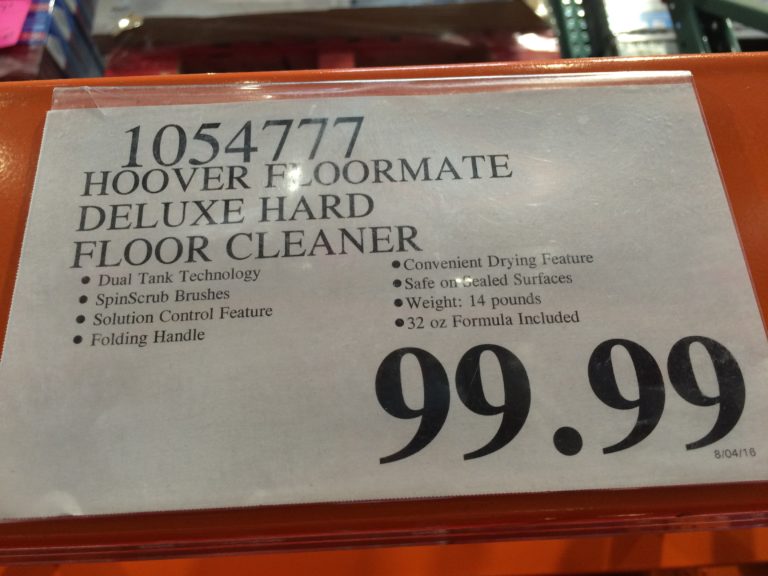 1054777
HOOVER FLOORMATE
DELUXE HARD
FLOOR CLEANER
• Dual Tank Technology
• SpinScrub Brushes
• Solution Control Feature
• Folding Handle
• Convenient Drying Feature
• Safe on Sealed Surfaces
• Weight: 14 pounds
• 32 oz Formula Included
99.99
8/04/16